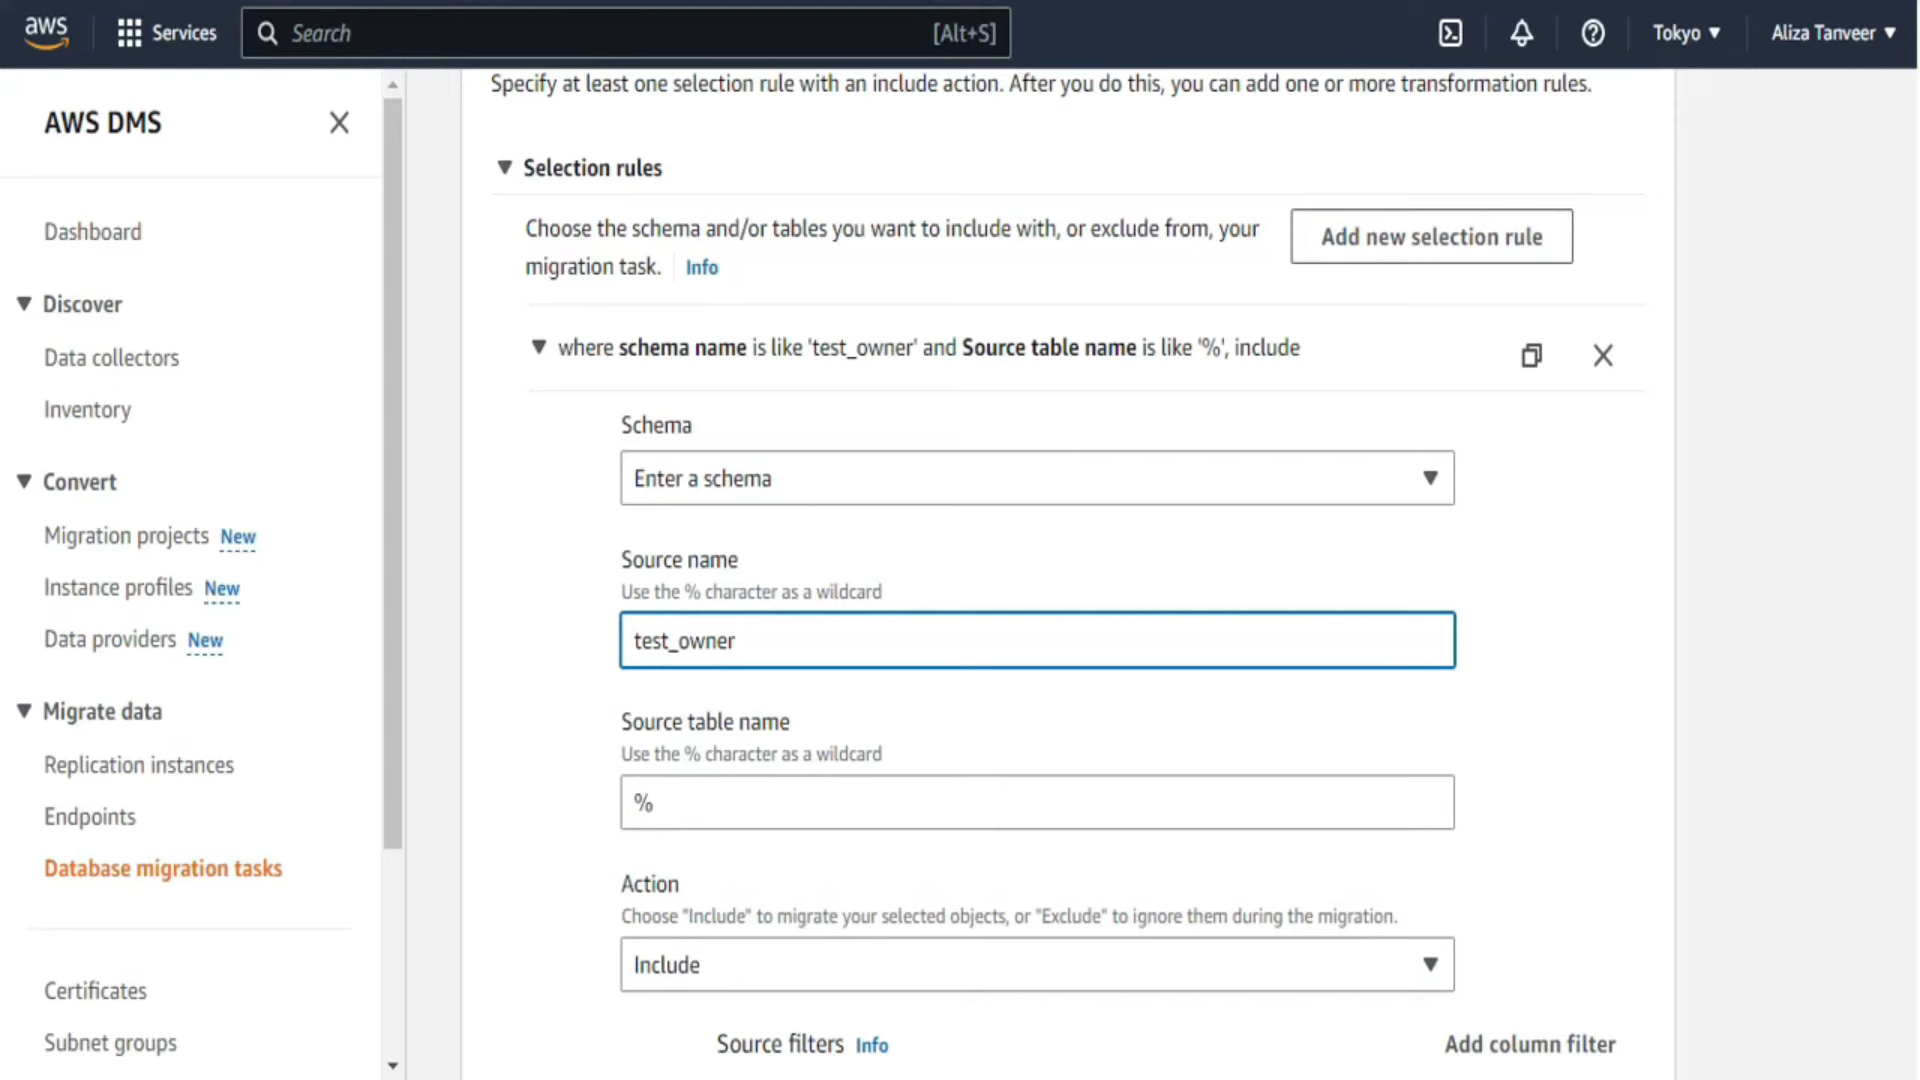 aws
Services
Search
[Alt+S]
Tokyo ▼
Aliza Tanveer ▼
AWS DMS
Dashboard
Discover
Data collectors
Inventory
Convert
Migration projects New
Instance profiles New
Data providers New
Migrate data
Replication instances
Endpoints
Database migration tasks
Certificates
Subnet groups
Specify at least one selection rule with an include action. After you do this, you can add one or more transformation rules.
Selection rules
Choose the schema and/or tables you want to include with, or exclude from, your
migration task. Info
Add new selection rule
where schema name is like 'test_owner' and Source table name is like '%', include
Schema
Enter a schema
Source name
Use the % character as a wildcard
test_owner
Source table name
Use the % character as a wildcard
%
Action
Choose "Include" to migrate your selected objects, or "Exclude" to ignore them during the migration.
Include
Source filters Info
Add column filter